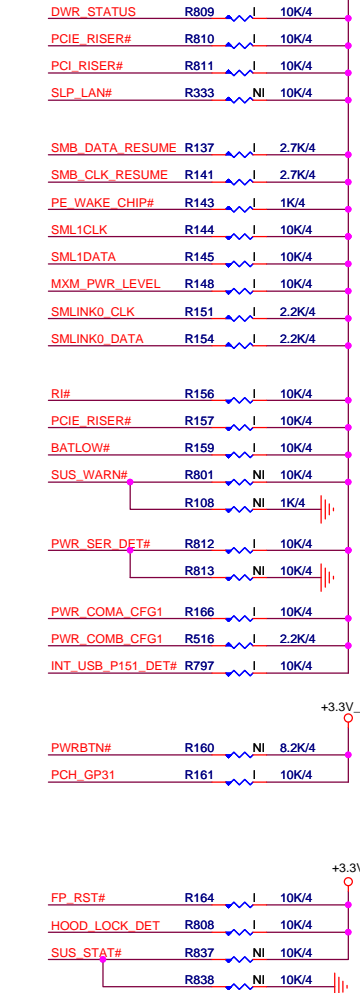 DWR_STATUS R809 I 10K/4
PCIE_RISER# R810 I 10K/4
PCI_RISER# R811 I 10K/4
SLP_LAN# R333 NI 10K/4
SMB_DATA_RESUME R137 I 2.7K/4
SMB_CLK_RESUME R141 I 2.7K/4
PE_WAKE_CHIP# R143 I 1K/4
SML1CLK R144 I 10K/4
SML1DATA R145 I 10K/4
MXM_PWR_LEVEL R148 I 10K/4
SMLINK0_CLK R151 I 2.2K/4
SMLINK0_DATA R154 I 2.2K/4
RI# R156 I 10K/4
PCIE_RISER# R157 I 10K/4
BATLOW# R159 I 10K/4
SUS_WARN# R801 NI 10K/4
R108 NI 1K/4
PWR_SER_DET# R812 I 10K/4
R813 NI 10K/4
PWR_COMA_CFG1 R166 I 10K/4
PWR_COMB_CFG1 R516 I 2.2K/4
INT_USB_P151_DET# R797 I 10K/4
+3.3V_
PWRBTN# R160 NI 8.2K/4
PCH_GP31 R161 I 10K/4
+3.3V
FP_RST# R164 I 10K/4
HOOD_LOCK_DET R808 I 10K/4
SUS_STAT# R837 NI 10K/4
R838 NI 10K/4